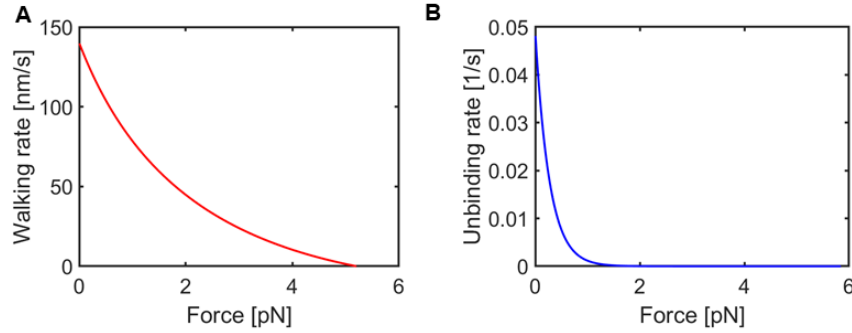 A
150
100
50
0
Walking rate [nm/s]
0 2 4 6
Force [pN]
B
0.05
0.04
0.03
0.02
0.01
0
Unbinding rate [1/s]
0 2 4 6
Force [pN]